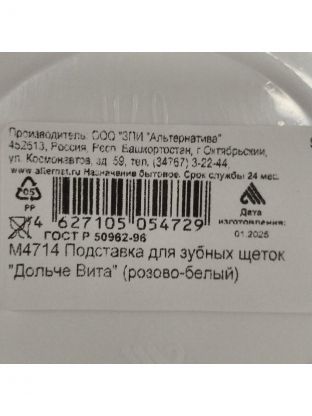 Производитель: ООО "ЗПИ "Альтернатива"
452613, Россия, Респ. Башкортостан, г.Октябрьский,
ул. Космонавтов, зд. 59, тел. (34767) 3-22-44
www.alternat.ru Назначение бытовое. Срок службы 24 мес.
05
PP
4 627105 054729
Дата
изготовления:
01.2025
ГОСТ Р 50962-96
М4714 Подставка для зубных щеток
"Дольче Вита" (розово-белый)